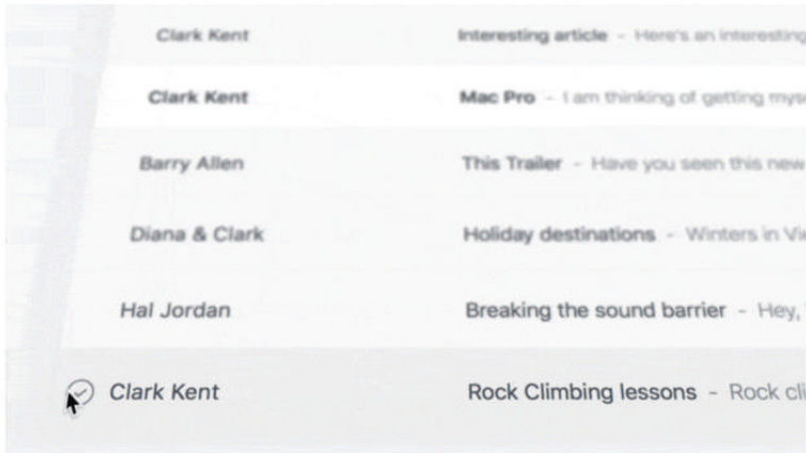 Clark Kent Interesting article - Here's an interesting
Clark Kent Mac Pro - I am thinking of getting
Barry Allen This Trailer - Have you seen this new
Diana & Clark Holiday destinations - Winters in
Hal Jordan Breaking the sound barrier - Hey,
Clark Kent Rock Climbing lessons - Rock